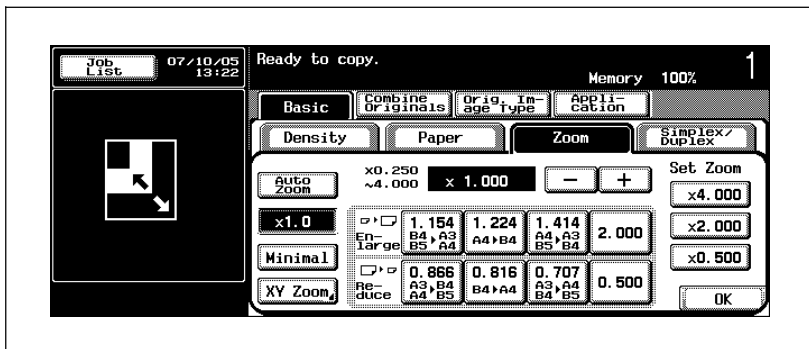 Job List
07/10/05
13:22
Ready to copy.
Memory 100%
1
Basic
Combine Originals
Orig. Im-age Type
Appli-cation
Density
Paper
Zoom
Simplex/Duplex
Auto Zoom
x0.250
~4.000
x 1.000
−
+
Set Zoom
x4.000
x1.0
En-large
1.154
B4▸A3
B5▸A4
1.224
A4▸B4
1.414
A4▸A3
B5▸B4
2.000
x2.000
Minimal
x0.500
XY Zoom
Re-duce
0.866
A3▸B4
A4▸B5
0.816
B4▸A4
0.707
A3▸A4
B4▸B5
0.500
OK